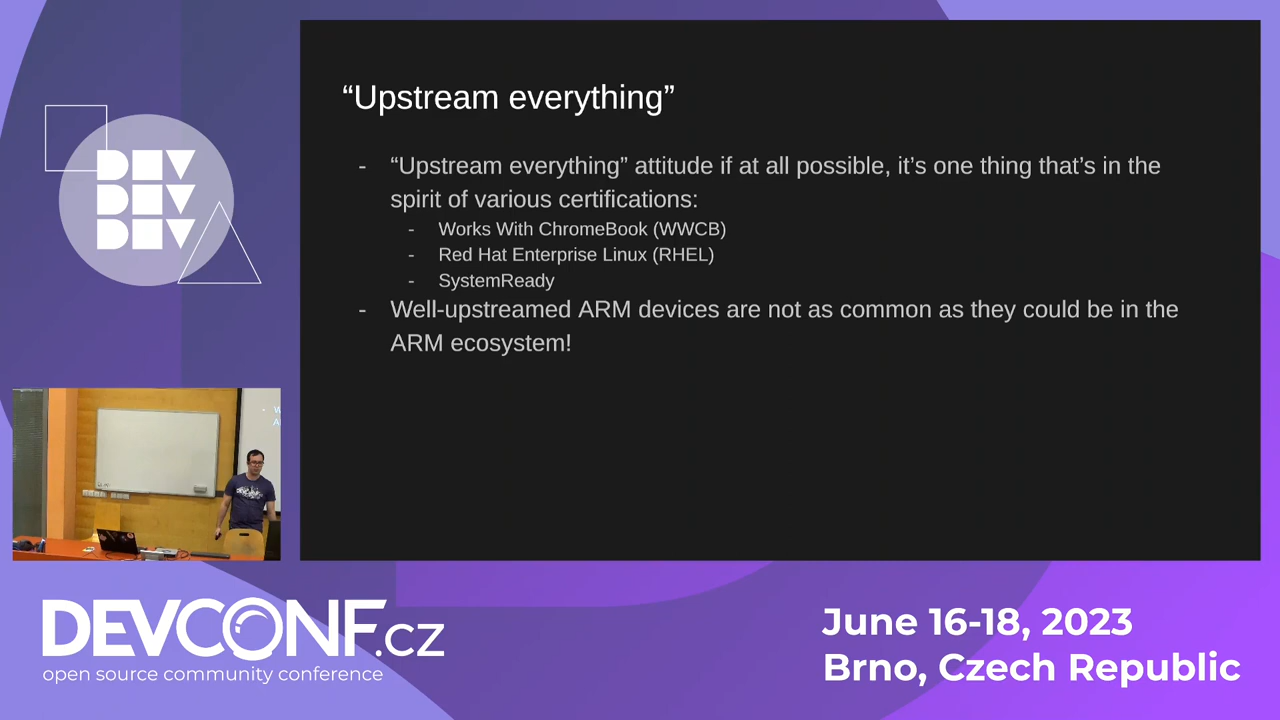 “Upstream everything”
- “Upstream everything” attitude if at all possible, it’s one thing that’s in the
spirit of various certifications:
- Works With ChromeBook (WWCB)
- Red Hat Enterprise Linux (RHEL)
- SystemReady
- Well-upstreamed ARM devices are not as common as they could be in the
ARM ecosystem!
DEV
DEV
DEV
DEVCONF.cz
open source community conference
June 16-18, 2023
Brno, Czech Republic